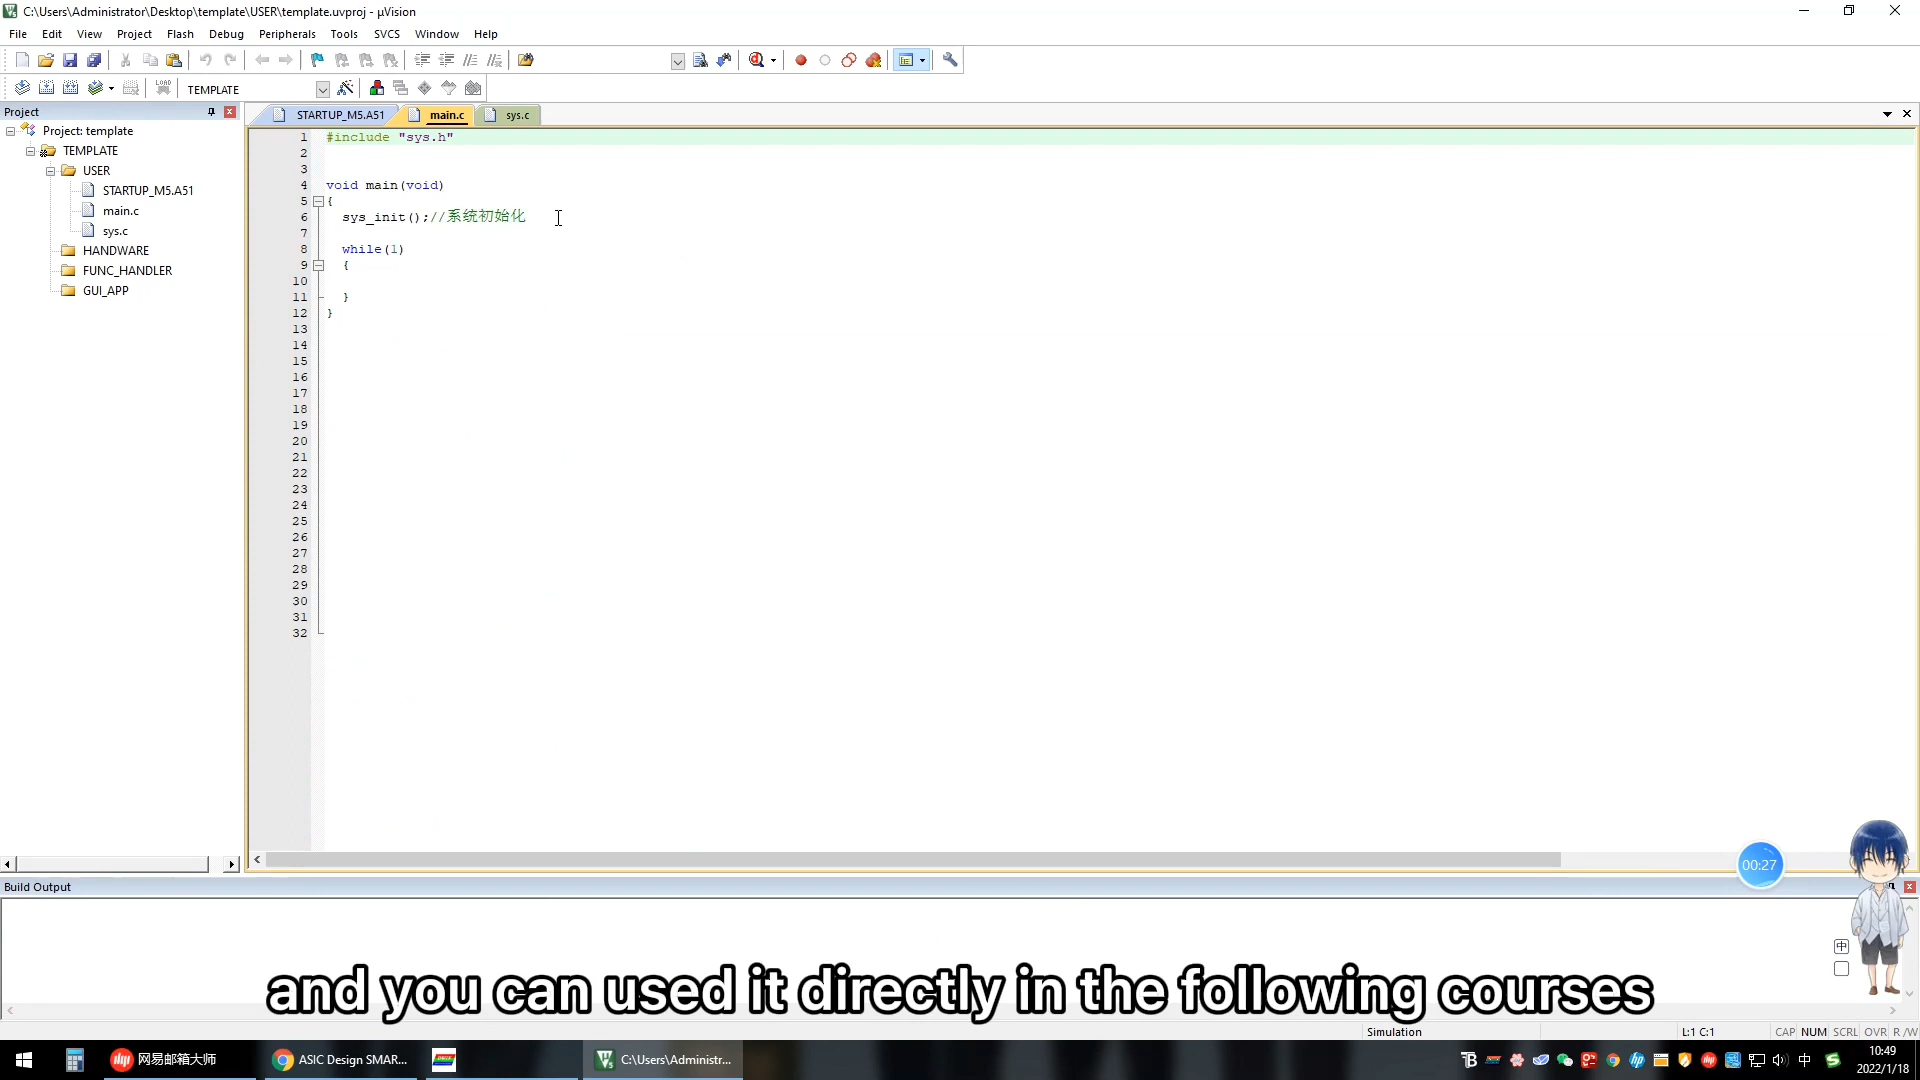 C:\Users\Administrator\Desktop\template\USER\template.uvproj - µVision
File Edit View Project Flash Debug Peripherals Tools SVCS Window Help
TEMPLATE
Project
Project: template
TEMPLATE
USER
STARTUP_M5.A51
main.c
sys.c
HANDWARE
FUNC_HANDLER
GUI_APP
STARTUP_M5.A51 main.c sys.c
1 #include "sys.h"
2
3
4 void main(void)
5 {
6 sys_init();//系统初始化
7
8 while(1)
9 {
10
11 }
12 }
13
14
15
16
17
18
19
20
21
22
23
24
25
26
27
28
29
30
31
32
00:27
Build Output
中
and you can used it directly in the following courses
Simulation L:1 C:1 CAP NUM SCRL OVR R /W
网易邮箱大师 ASIC Design SMAR... C:\Users\Administr... 中 10:49
2022/1/18